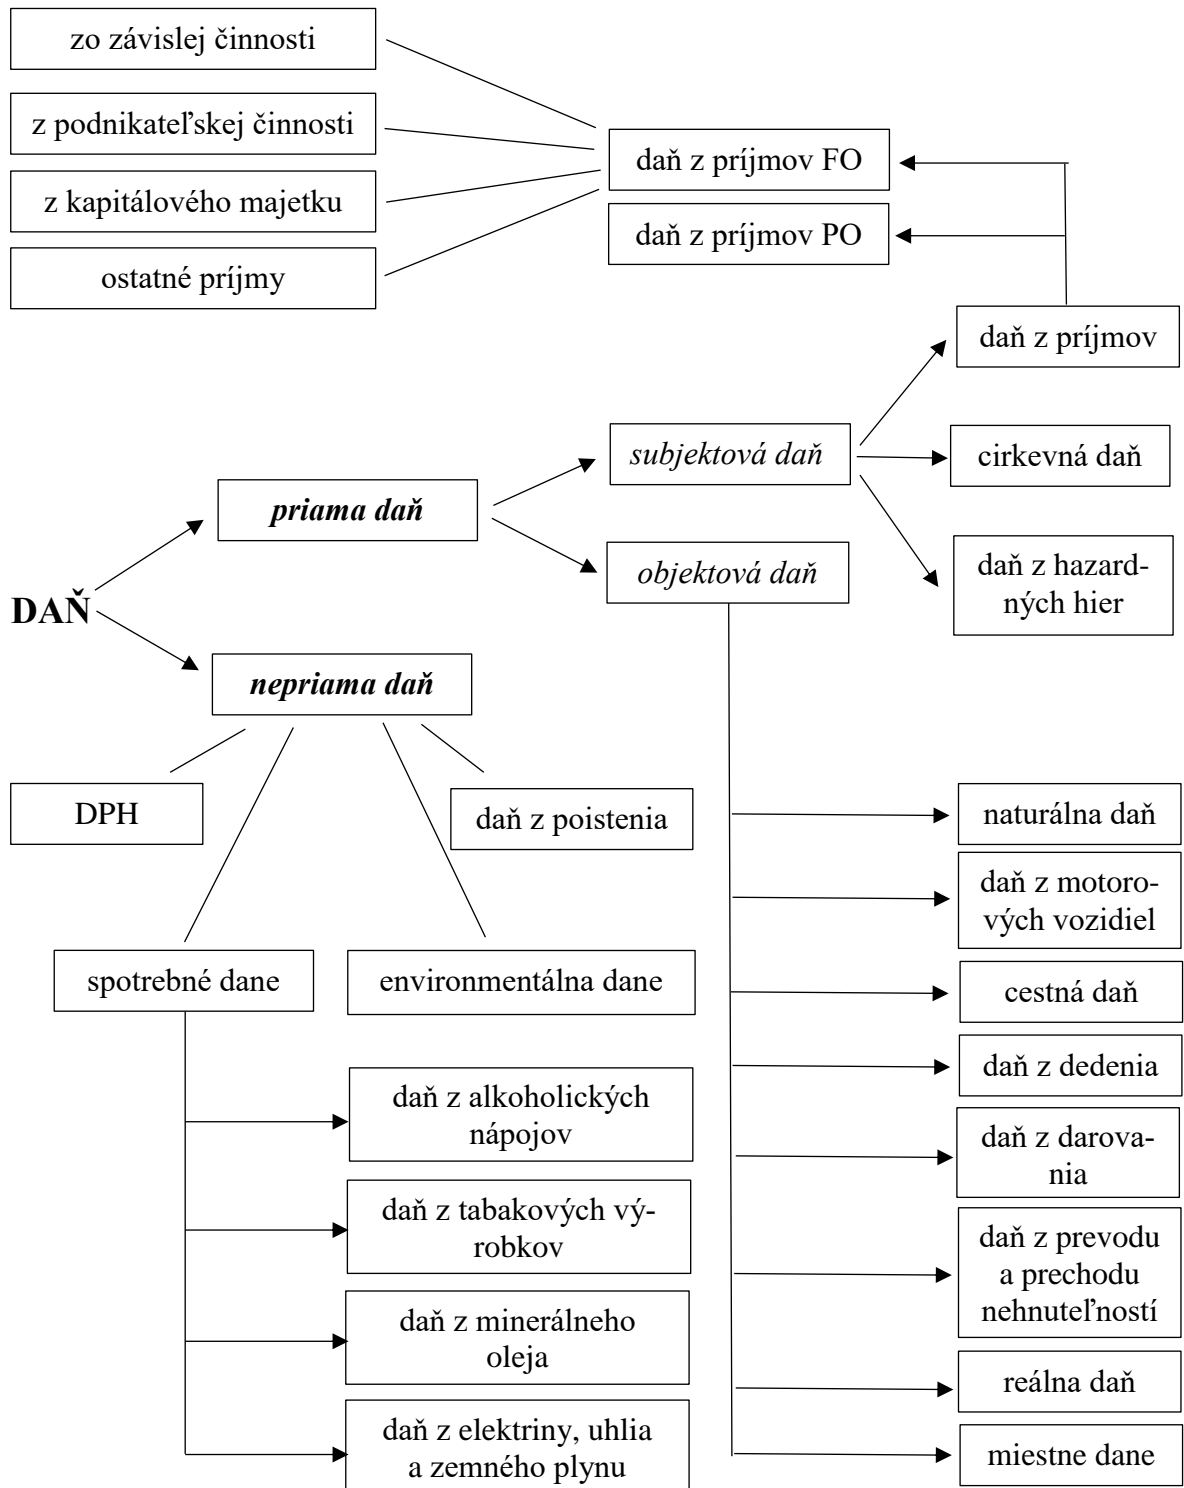 zo závislej činnosti
z podnikateľskej činnosti
daň z príjmov FO
z kapitálového majetku
daň z príjmov PO
ostatné príjmy
daň z príjmov
subjektová daň
cirkevná daň
priama daň
objektová daň
daň z hazard-
ných hier
DAŇ
nepriama daň
DPH
daň z poistenia
naturálna daň
daň z motoro-
vých vozidiel
spotrebné dane
environmentálna dane
cestná daň
daň z dedenia
daň z alkoholických
nápojov
daň z darova-
nia
daň z tabakových vý-
robkov
daň z prevodu
a prechodu
nehnuteľností
daň z minerálneho
oleja
reálna daň
daň z elektriny, uhlia
a zemného plynu
miestne dane